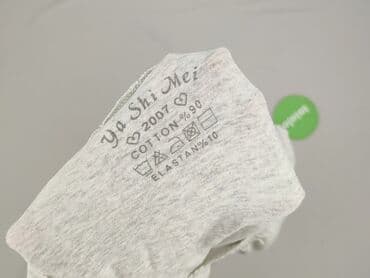 Ya Shi Mei
♡ 2007 ♡
COTTON-%90
ELASTAN%10